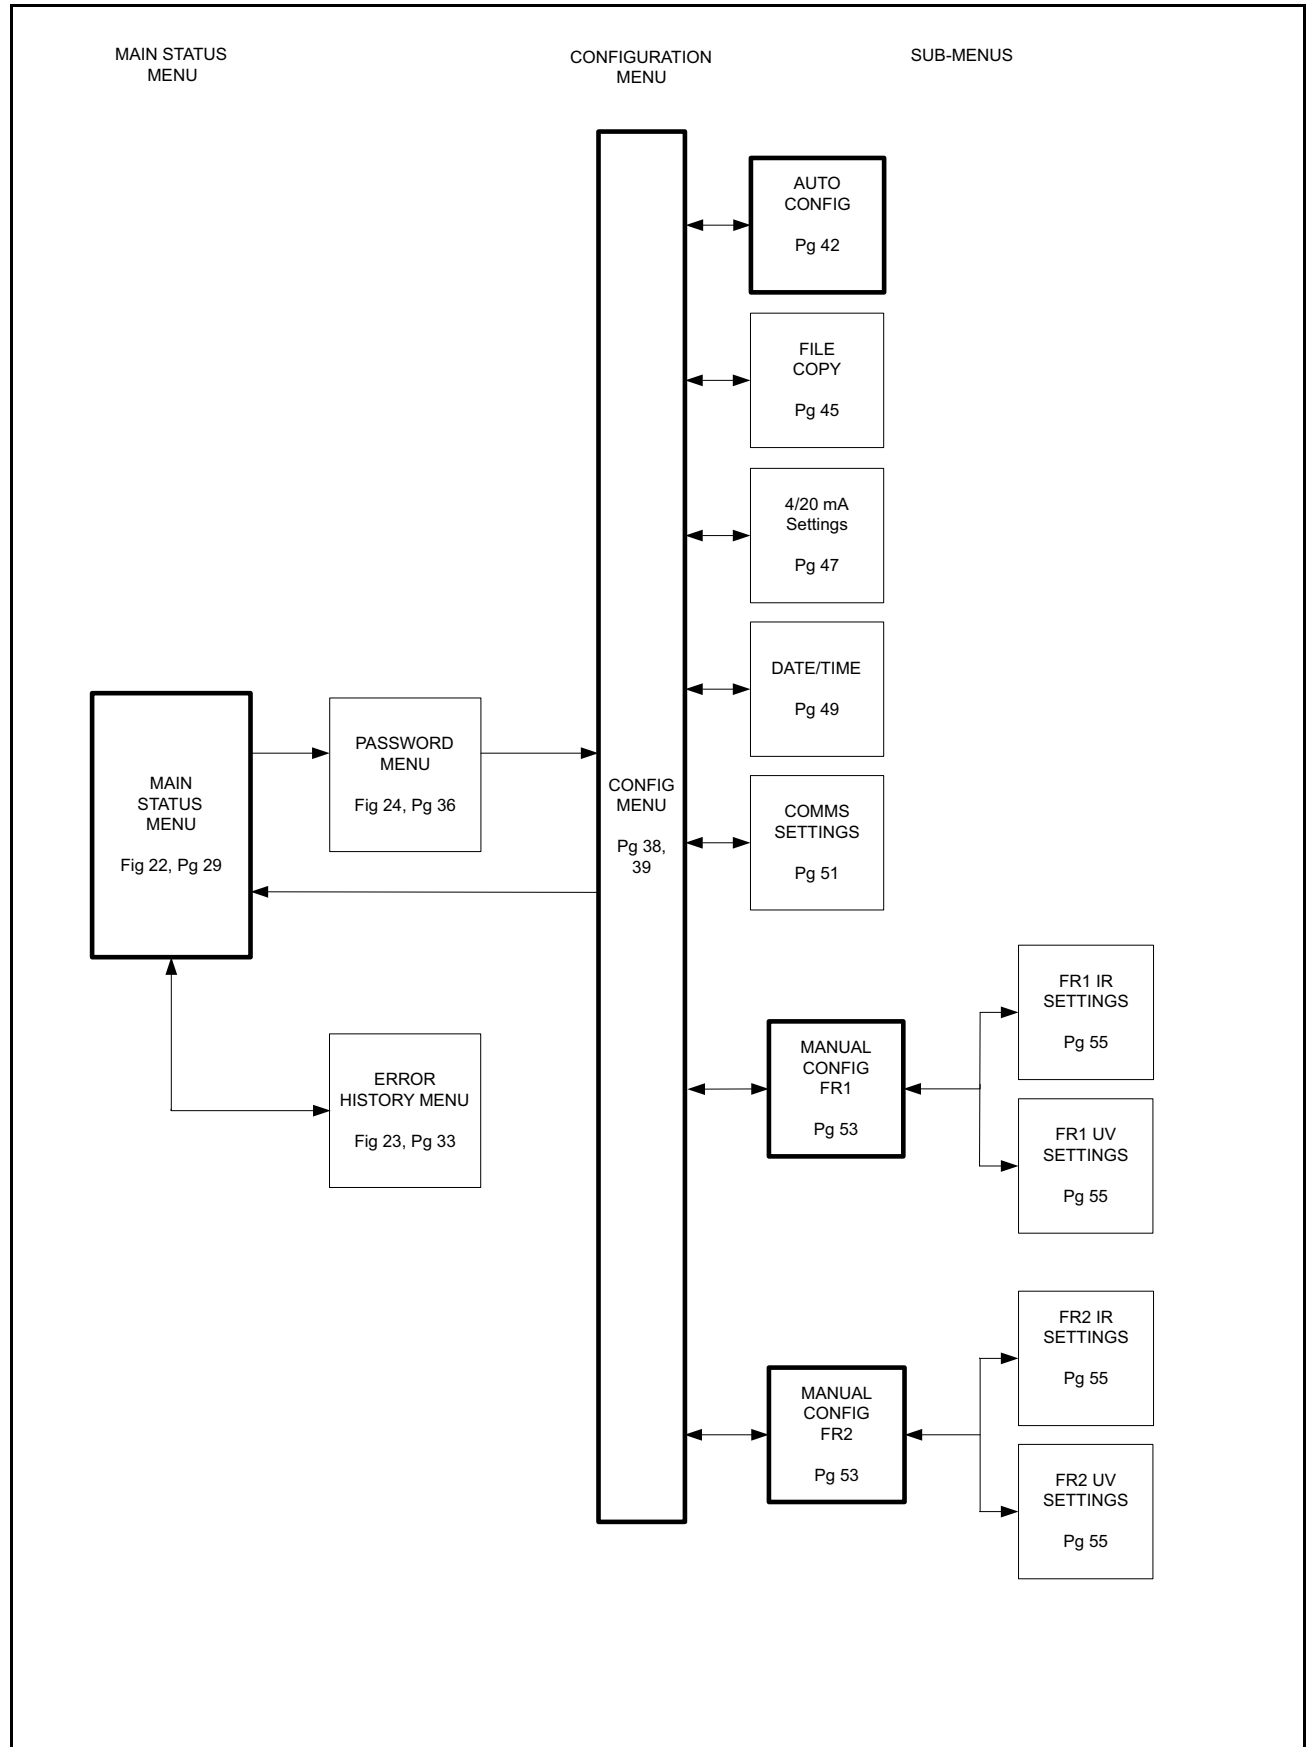 MAIN STATUS
MENU
CONFIGURATION
MENU
SUB-MENUS
AUTO
CONFIG
Pg 42
FILE
COPY
Pg 45
4/20 mA
Settings
Pg 47
DATE/TIME
Pg 49
MAIN
STATUS
MENU
Fig 22, Pg 29
PASSWORD
MENU
Fig 24, Pg 36
CONFIG
MENU
Pg 38,
39
COMMS
SETTINGS
Pg 51
ERROR
HISTORY MENU
Fig 23, Pg 33
MANUAL
CONFIG
FR1
Pg 53
FR1 IR
SETTINGS
Pg 55
FR1 UV
SETTINGS
Pg 55
MANUAL
CONFIG
FR2
Pg 53
FR2 IR
SETTINGS
Pg 55
FR2 UV
SETTINGS
Pg 55